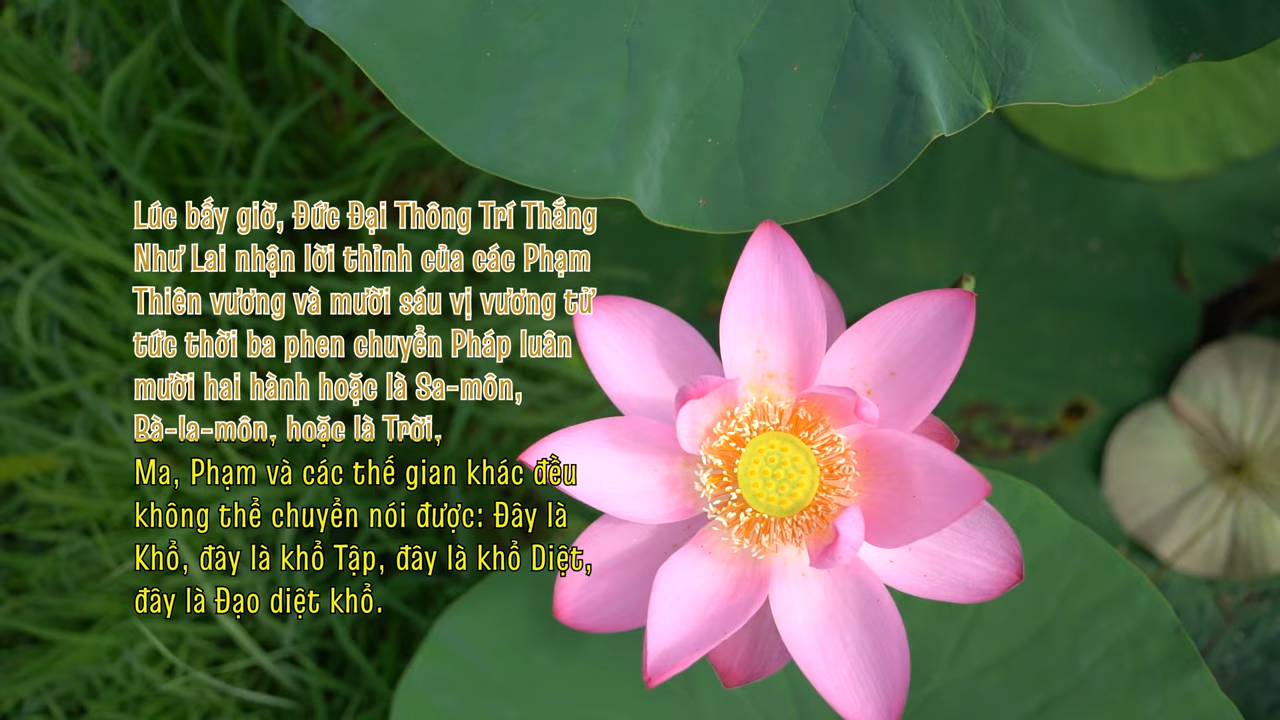 Lúc bấy giờ, Đức Đại Thông Trí Thắng
Như Lai nhận lời thỉnh của các Phạm
Thiên vương và mười sáu vị vương tử
tức thời ba phen chuyển Pháp luân
mười hai hành hoặc là Sa-môn,
Bà-la-môn, hoặc là Trời,
Ma, Phạm và các thế gian khác đều
không thể chuyển nói được: Đây là
Khổ, đây là khổ Tập, đây là khổ Diệt,
đây là Đạo diệt khổ.